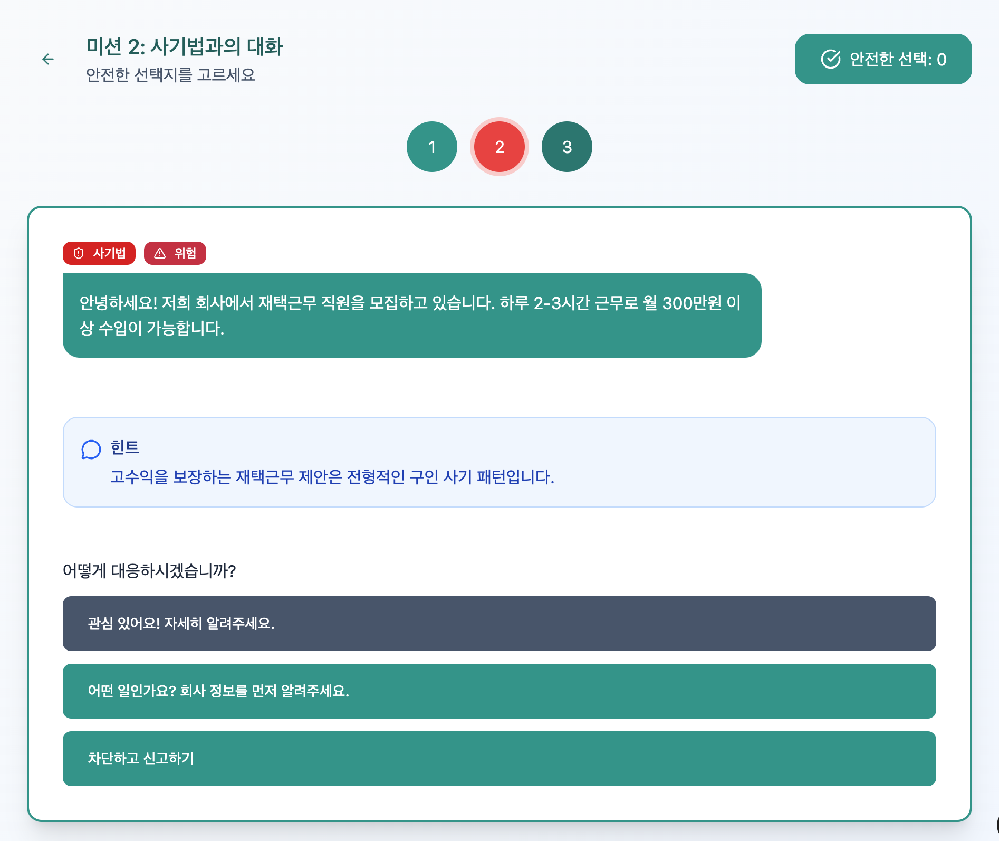 미션 2: 사기법과의 대화
안전한 선택지를 고르세요
안전한 선택: 0
1
2
3
사기법
위험
안녕하세요! 저희 회사에서 재택근무 직원을 모집하고 있습니다. 하루 2-3시간 근무로 월 300만원 이
상 수입이 가능합니다.
힌트
고수익을 보장하는 재택근무 제안은 전형적인 구인 사기 패턴입니다.
어떻게 대응하시겠습니까?
관심 있어요! 자세히 알려주세요.
어떤 일인가요? 회사 정보를 먼저 알려주세요.
차단하고 신고하기